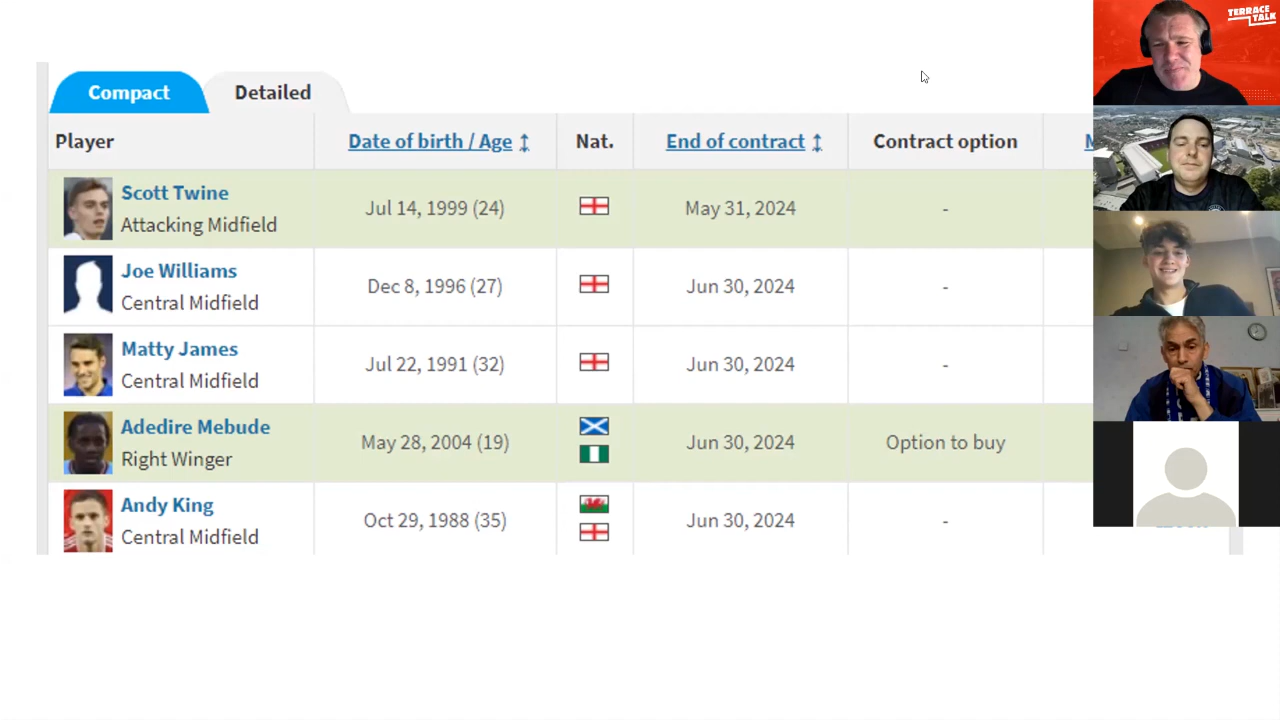 TERRACE
TALK
Compact
Detailed
Player
Date of birth / Age
Nat.
End of contract
Contract option
Scott Twine
Attacking Midfield
Jul 14, 1999 (24)
May 31, 2024
-
Joe Williams
Central Midfield
Dec 8, 1996 (27)
Jun 30, 2024
-
Matty James
Central Midfield
Jul 22, 1991 (32)
Jun 30, 2024
-
Adedire Mebude
Right Winger
May 28, 2004 (19)
Jun 30, 2024
Option to buy
Andy King
Central Midfield
Oct 29, 1988 (35)
Jun 30, 2024
-